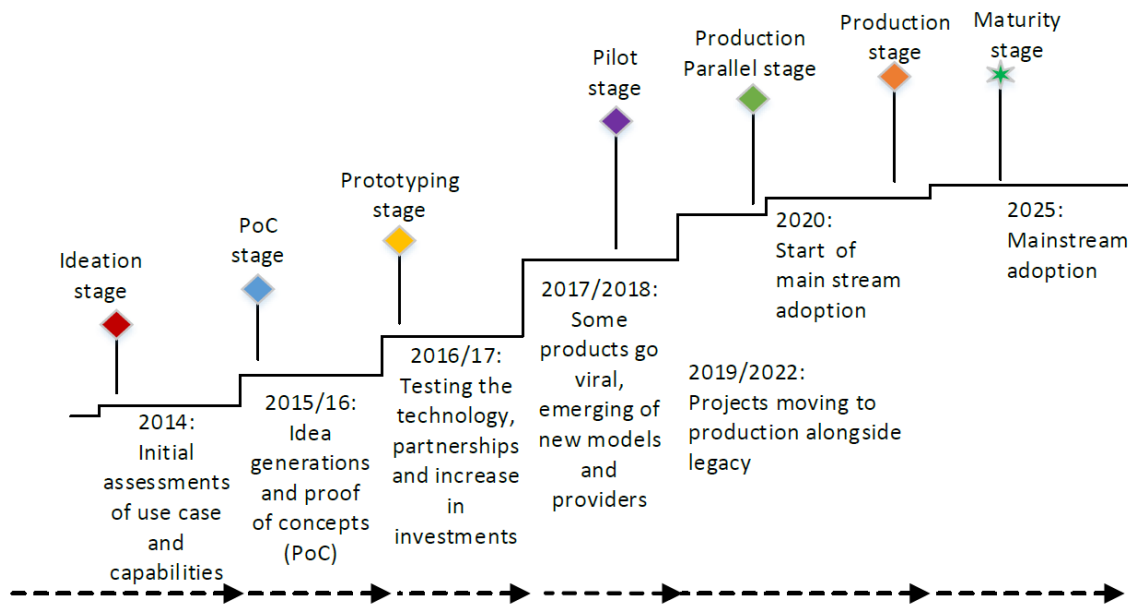 Ideation
stage
PoC
stage
Prototyping
stage
Pilot
stage
Production
Parallel stage
Production
stage
Maturity
stage
2014:
Initial
assessments
of use case
and
capabilities
2015/16:
Idea
generations
and proof
of concepts
(PoC)
2016/17:
Testing the
technology,
partnerships
and increase
in
investments
2017/2018:
Some
products go
viral,
emerging of
new models
and
providers
2019/2022:
Projects moving to
production alongside
legacy
2020:
Start of
main stream
adoption
2025:
Mainstream
adoption